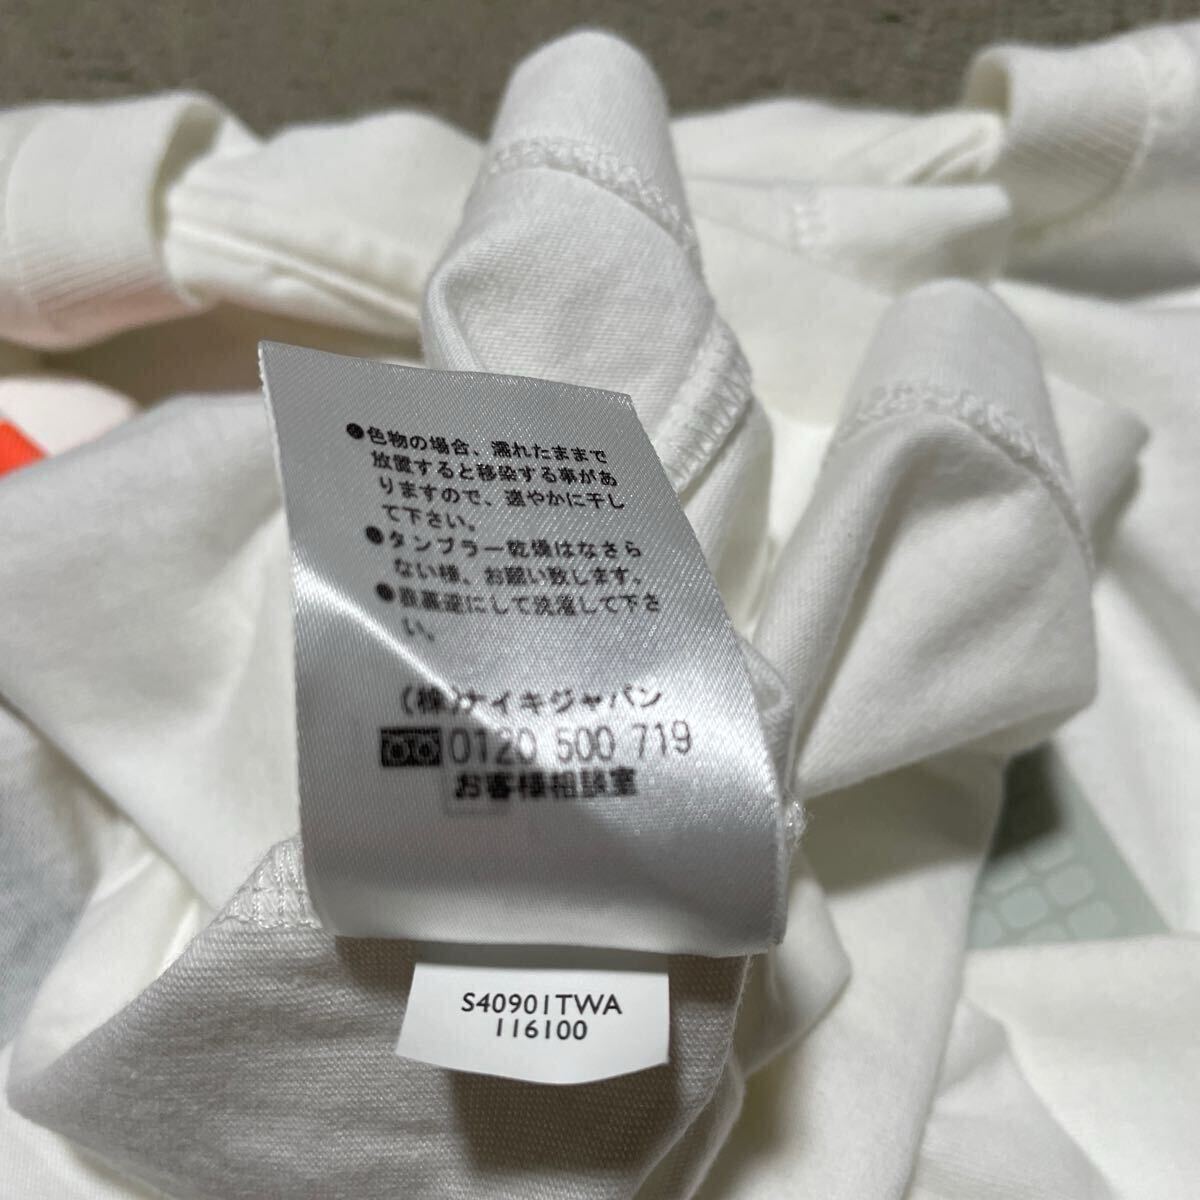 ●色物の場合、濡れたままで
放置すると移染する事があ
りますので、速やかに干し
て下さい。
●タンブラー乾燥はなさら
ない様、お願い致します。
●表裏逆にして洗濯して下さ
い。
(株)ナイキジャパン
0120 500 719
お客様相談室
S40901TWA
116100